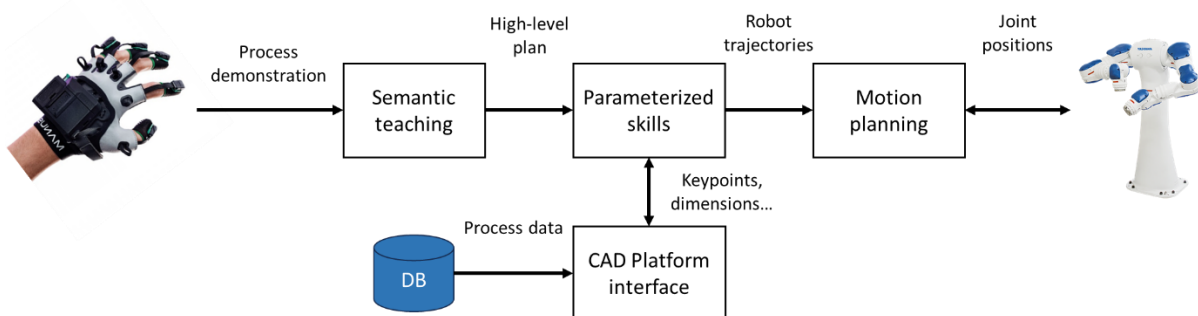 High-level
plan
Robot
trajectories
Joint
positions
Process
demonstration
Semantic
teaching
Parameterized
skills
Motion
planning
MANU
Keypoints,
dimensions...
Process data
DB
CAD Platform
interface